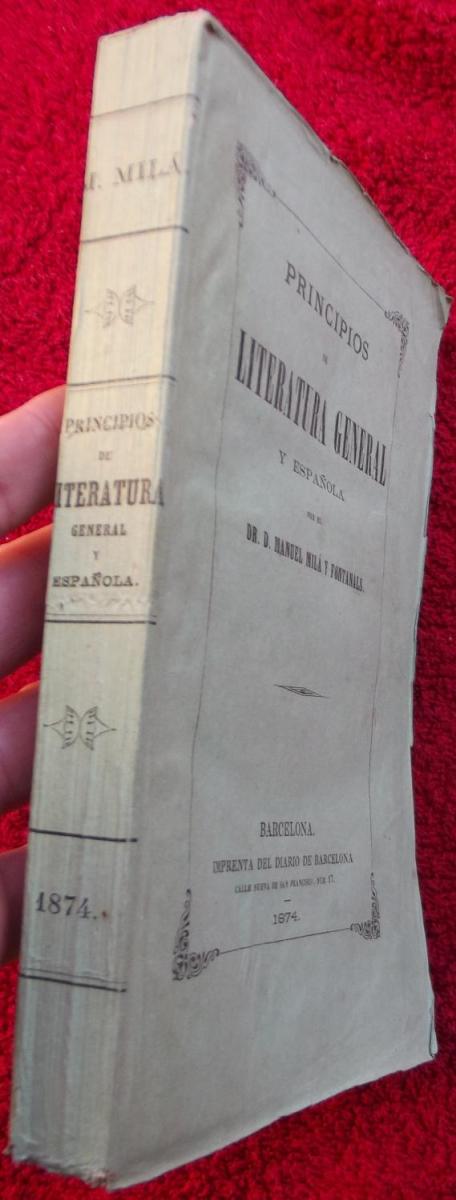 M. MILÁ.
PRINCIPIOS
DE
LITERATURA
GENERAL
Y
ESPAÑOLA.
1874.
PRINCIPIOS
DE
LITERATURA GENERAL
Y ESPAÑOLA
POR EL
DR. D. MANUEL MILÁ Y FONTANALS.
BARCELONA.
IMPRENTA DEL DIARIO DE BARCELONA
CALLE NUEVA DE SAN FRANCISCO, NÚM. 17.
1874.